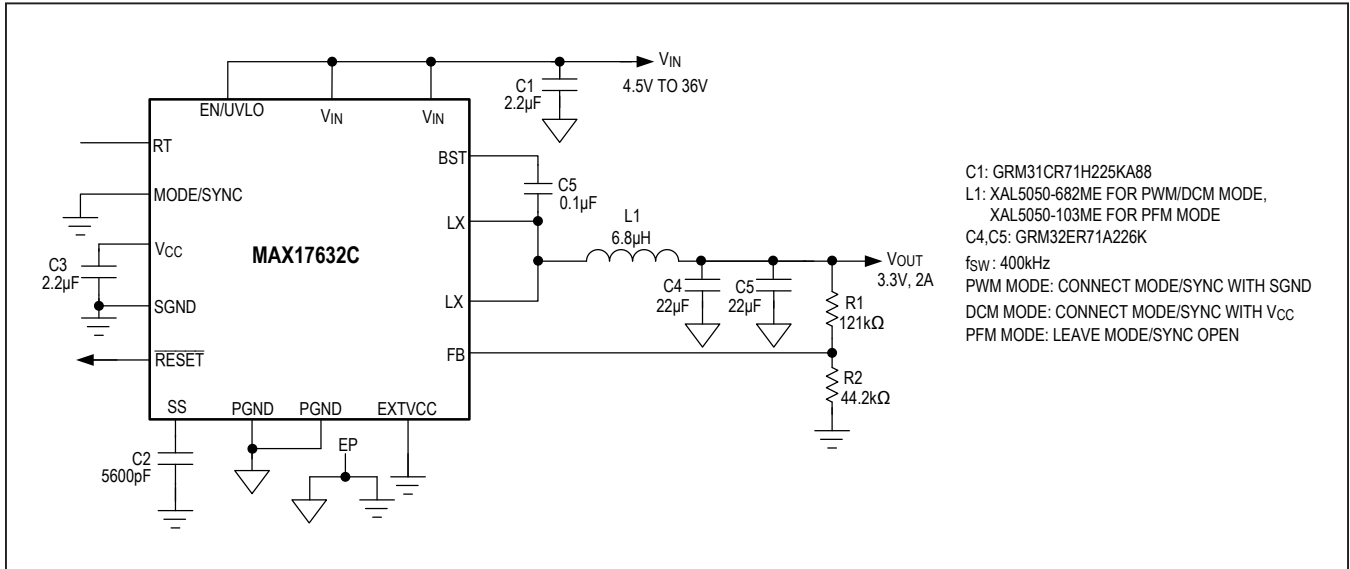 VIN
4.5V TO 36V
C1
2.2µF
EN/UVLO
VIN
VIN
RT
BST
MODE/SYNC
C5
0.1µF
LX
VCC
MAX17632C
L1
6.8µH
C3
2.2µF
VOUT
3.3V, 2A
C4
22µF
C5
22µF
R1
121kΩ
SGND
LX
RESET
FB
R2
44.2kΩ
SS
PGND
PGND
EXTVCC
C2
5600pF
EP
C1: GRM31CR71H225KA88
L1: XAL5050-682ME FOR PWM/DCM MODE,
XAL5050-103ME FOR PFM MODE
C4,C5: GRM32ER71A226K
fSW : 400kHz
PWM MODE: CONNECT MODE/SYNC WITH SGND
DCM MODE: CONNECT MODE/SYNC WITH VCC
PFM MODE: LEAVE MODE/SYNC OPEN